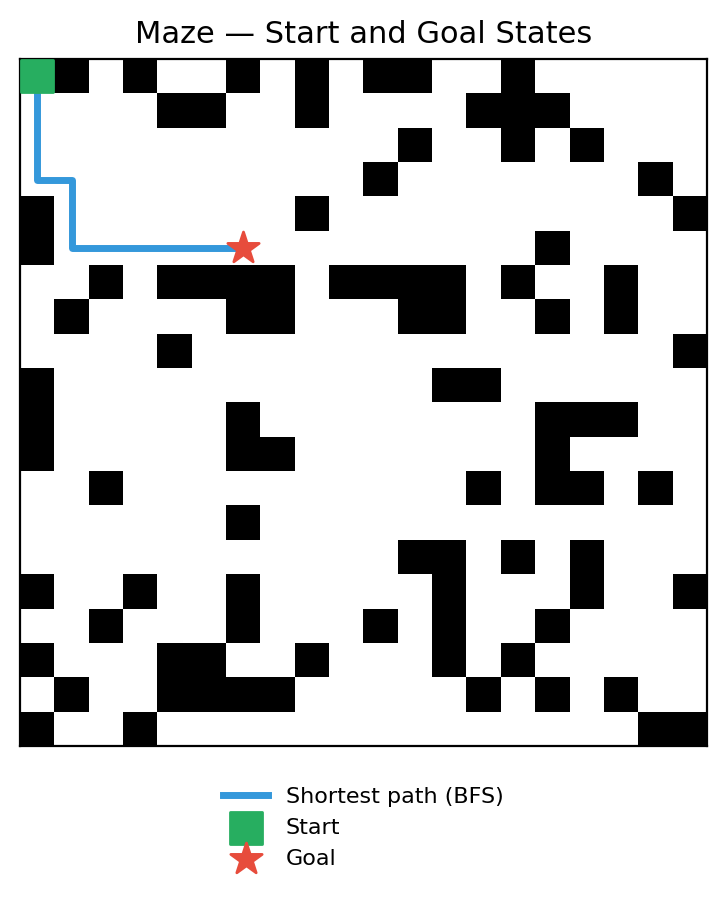 Maze — Start and Goal States
Shortest path (BFS)
Start
Goal